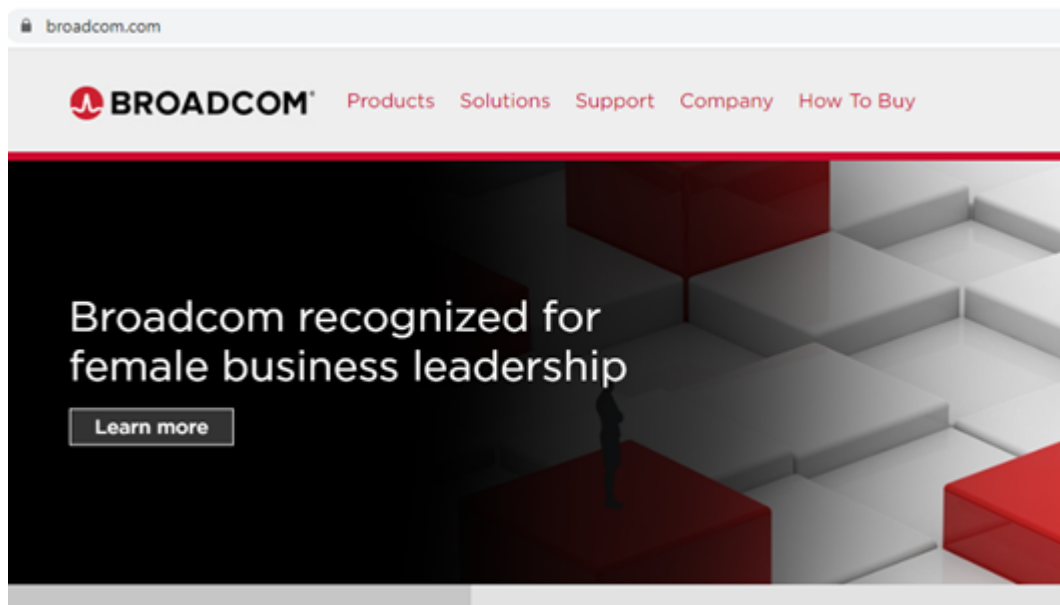 broadcom.com
BROADCOM® Products Solutions Support Company How To Buy
Broadcom recognized for
female business leadership
Learn more